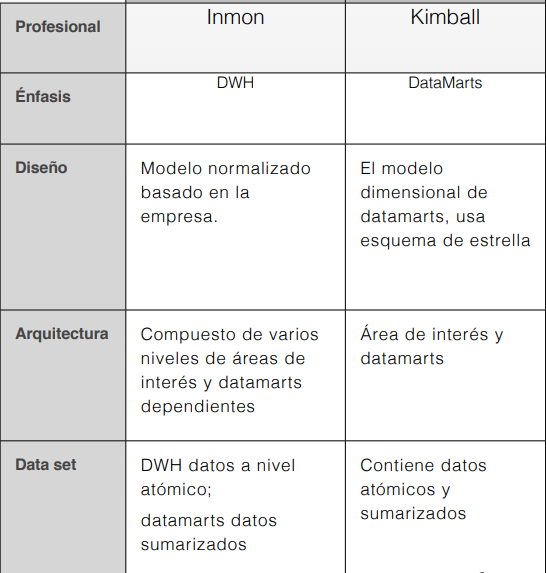 Profesional
Inmon
Kimball
Énfasis
DWH
DataMarts
Diseño
Modelo normalizado
basado en la
empresa.
El modelo
dimensional de
datamarts, usa
esquema de estrella
Arquitectura
Compuesto de varios
niveles de áreas de
interés y datamarts
dependientes
Área de interés y
datamarts
Data set
DWH datos a nivel
atómico;
datamarts datos
sumarizados
Contiene datos
atómicos y
sumarizados